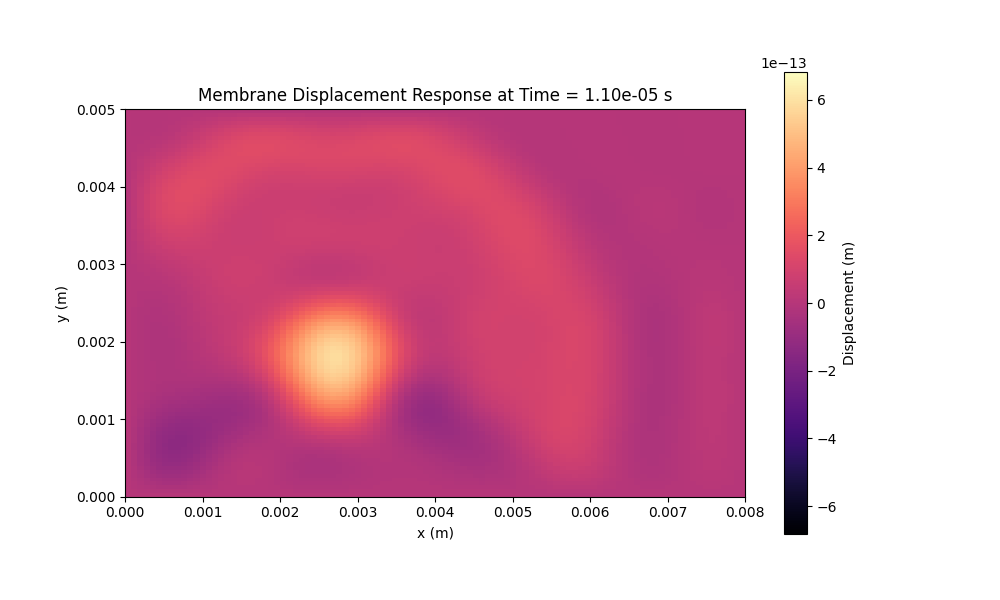 1e−13
Membrane Displacement Response at Time = 1.10e-05 s
0.005
0.004
0.003
0.002
0.001
0.000
y (m)
0.000 0.001 0.002 0.003 0.004 0.005 0.006 0.007 0.008
x (m)
6
4
2
0
−2
−4
−6
Displacement (m)